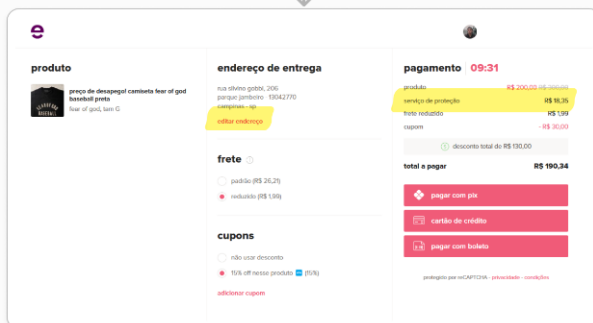 e
produto
preço de desapego! camiseta fear of god
baseball preta
fear of god, tam G
endereço de entrega
rua silvino gobbi, 206
parque jambeiro · 13042770
campinas - sp
editar endereço
frete
padrão (R$ 26,21)
reduzido (R$ 1,99)
cupons
não usar desconto
15% off nesse produto (15%)
adicionar cupom
pagamento 09:31
produto R$ 200,00 R$ 300,00
serviço de proteção R$ 18,35
frete reduzido R$ 1,99
cupom - R$ 30,00
desconto total de R$ 130,00
total a pagar R$ 190,34
pagar com pix
cartão de crédito
pagar com boleto
protegido por reCAPTCHA - privacidade - condições